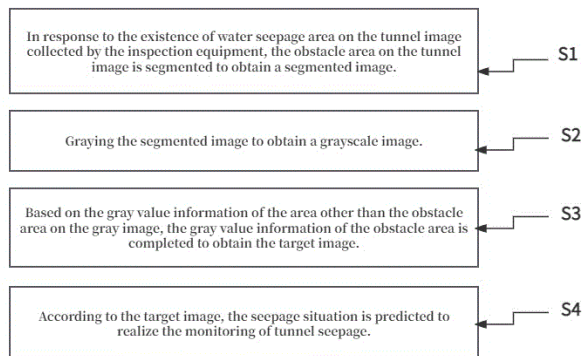 In response to the existence of water seepage area on the tunnel image
collected by the inspection equipment, the obstacle area on the tunnel
image is segmented to obtain a segmented image.
S1
Graying the segmented image to obtain a grayscale image.
S2
Based on the gray value information of the area other than the obstacle
area on the gray image, the gray value information of the obstacle area is
completed to obtain the target image.
S3
According to the target image, the seepage situation is predicted to
realize the monitoring of tunnel seepage.
S4